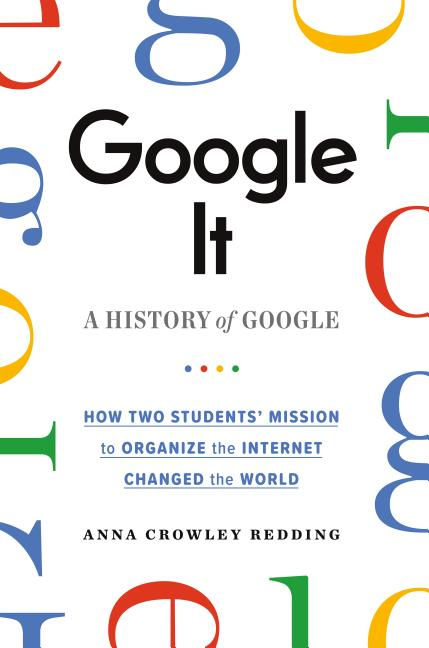 Google
It
A HISTORY of GOOGLE
HOW TWO STUDENTS’ MISSION
to ORGANIZE the INTERNET
CHANGED the WORLD
ANNA CROWLEY REDDING